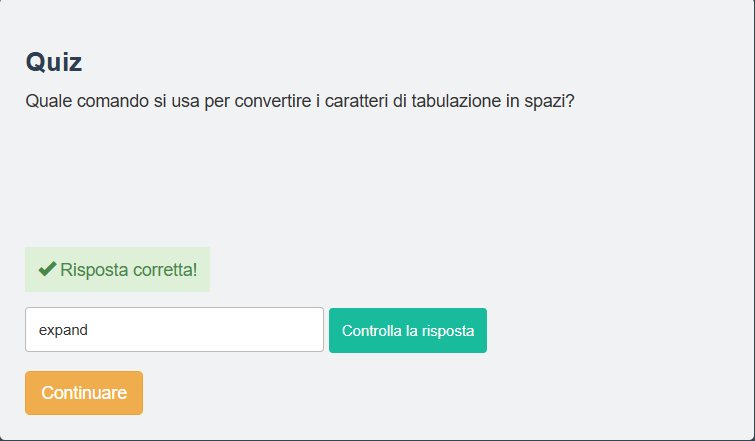 Quiz
Quale comando si usa per convertire i caratteri di tabulazione in spazi?
Risposta corretta!
expand
Controlla la risposta
Continuare